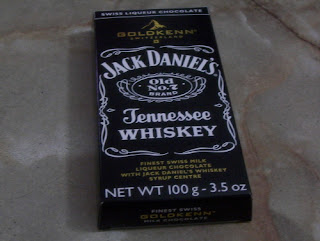 SWISS LIQUEUR CHOCOLATE
GOLDKENN
SWITZERLAND
JACK DANIEL'S
Old
No.7
BRAND
Tennessee
WHISKEY
FINEST SWISS MILK
LIQUEUR CHOCOLATE
WITH JACK DANIEL'S WHISKEY
SYRUP CENTRE
NET WT 100 g - 3.5 oz
FINEST SWISS
GOLDKENN